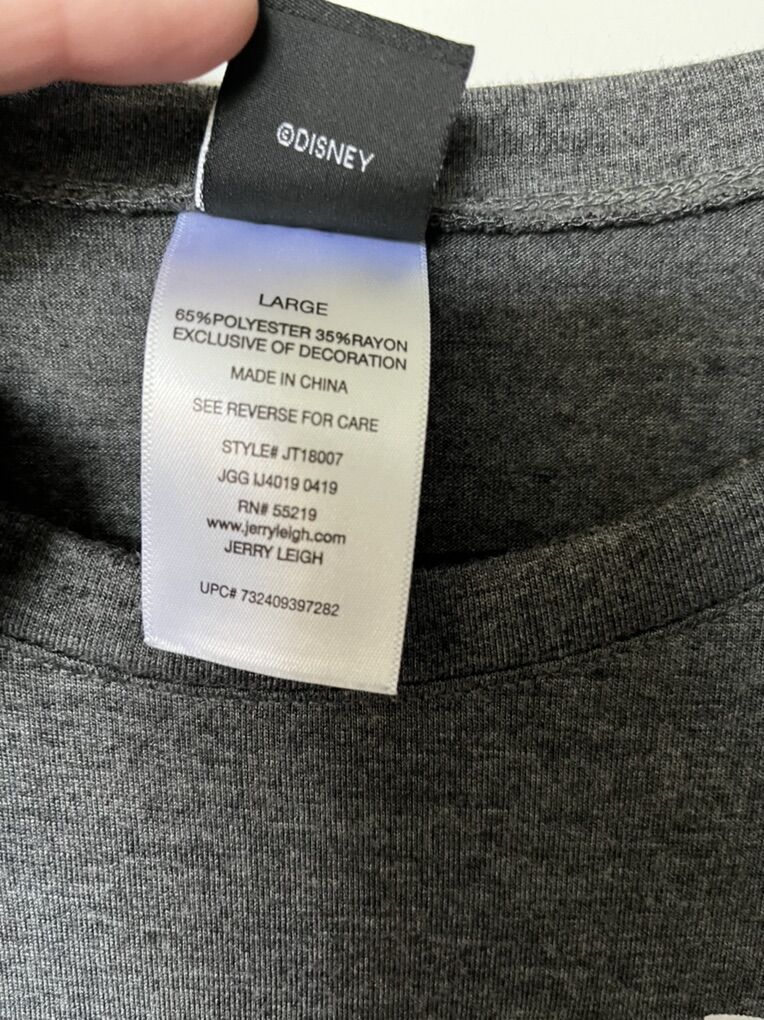 ©DISNEY
LARGE
65%POLYESTER 35%RAYON
EXCLUSIVE OF DECORATION
MADE IN CHINA
SEE REVERSE FOR CARE
STYLE# JT18007
JGG IJ4019 0419
RN# 55219
www.jerryleigh.com
JERRY LEIGH
UPC# 732409397282